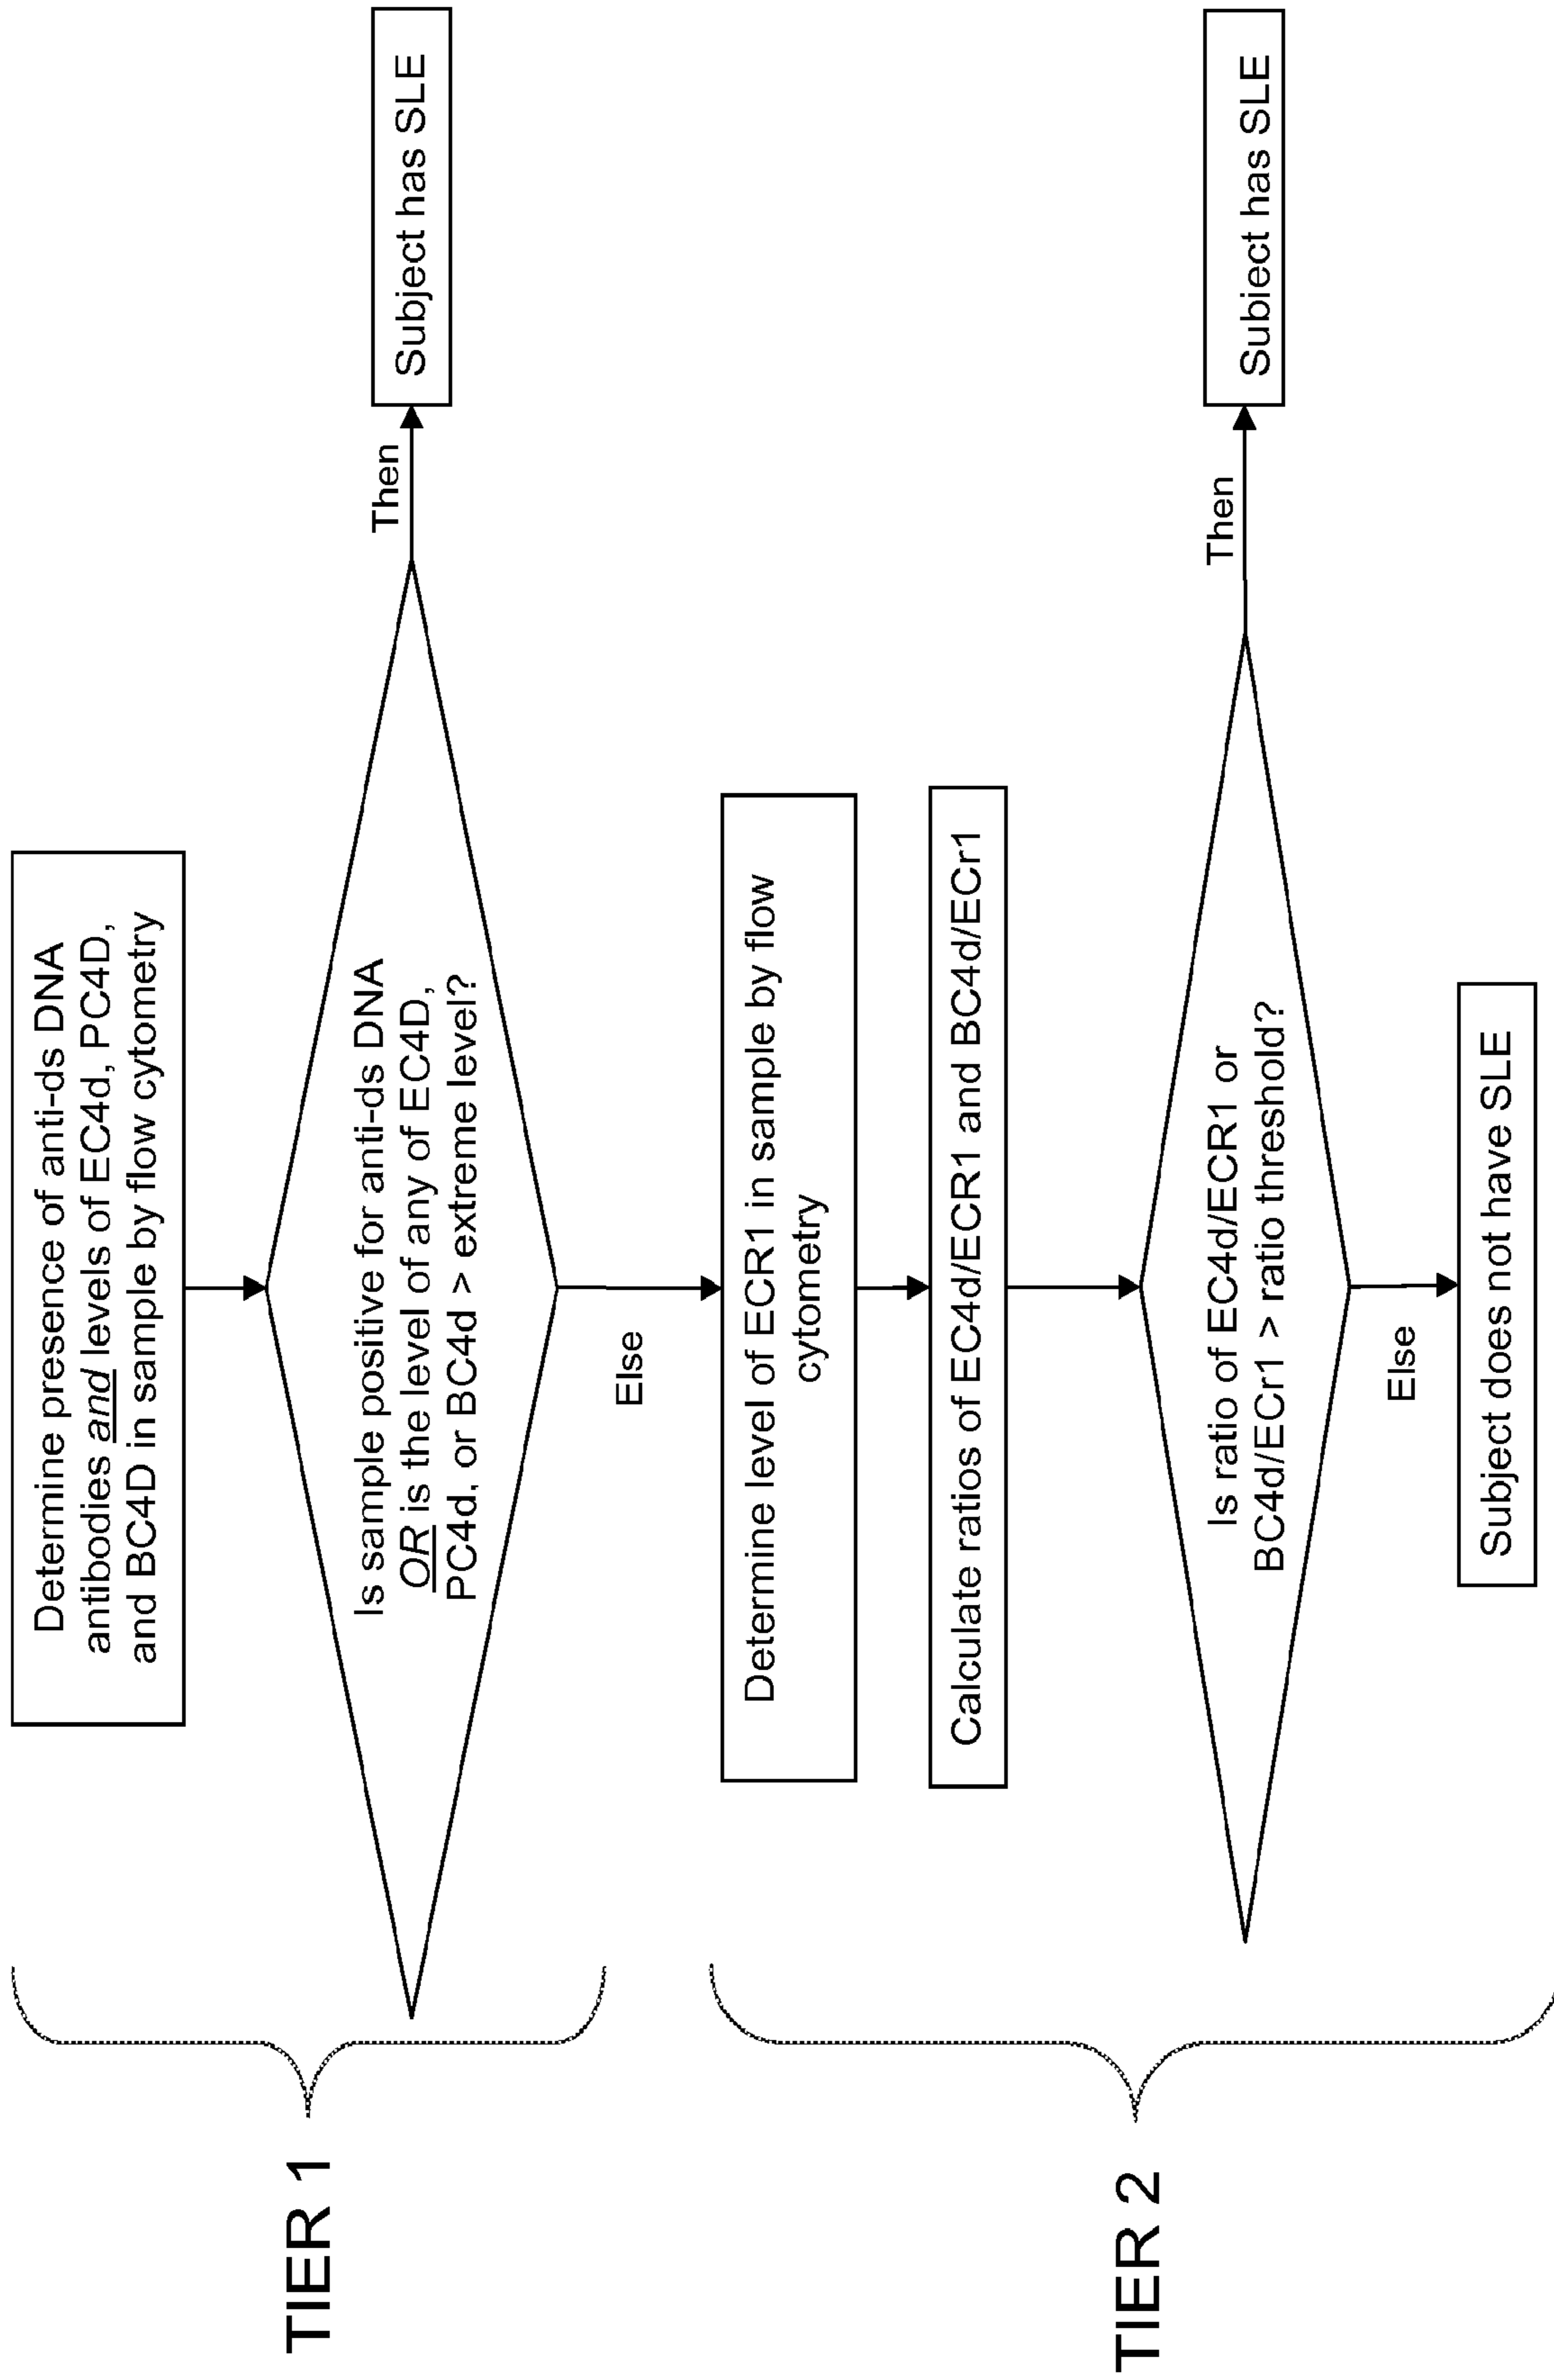 TIER 1
Determine presence of anti-ds DNA
antibodies and levels of EC4d, PC4D,
and BC4D in sample by flow cytometry
Is sample positive for anti-ds DNA
OR is the level of any of EC4D,
PC4d, or BC4d > extreme level?
Then
Subject has SLE
Else
TIER 2
Determine level of ECR1 in sample by flow
cytometry
Calculate ratios of EC4d/ECR1 and BC4d/ECr1
Is ratio of EC4d/ECR1 or
BC4d/ECr1 > ratio threshold?
Then
Subject has SLE
Else
Subject does not have SLE